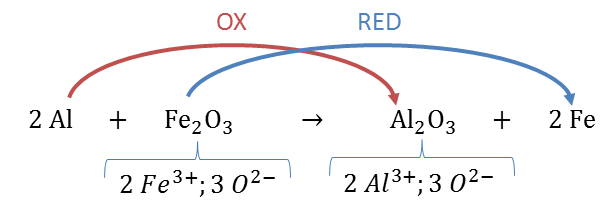 OX RED
2 Al + Fe₂O₃ → Al₂O₃ + 2 Fe
2 Fe³⁺; 3 O²⁻ 2 Al³⁺; 3 O²⁻